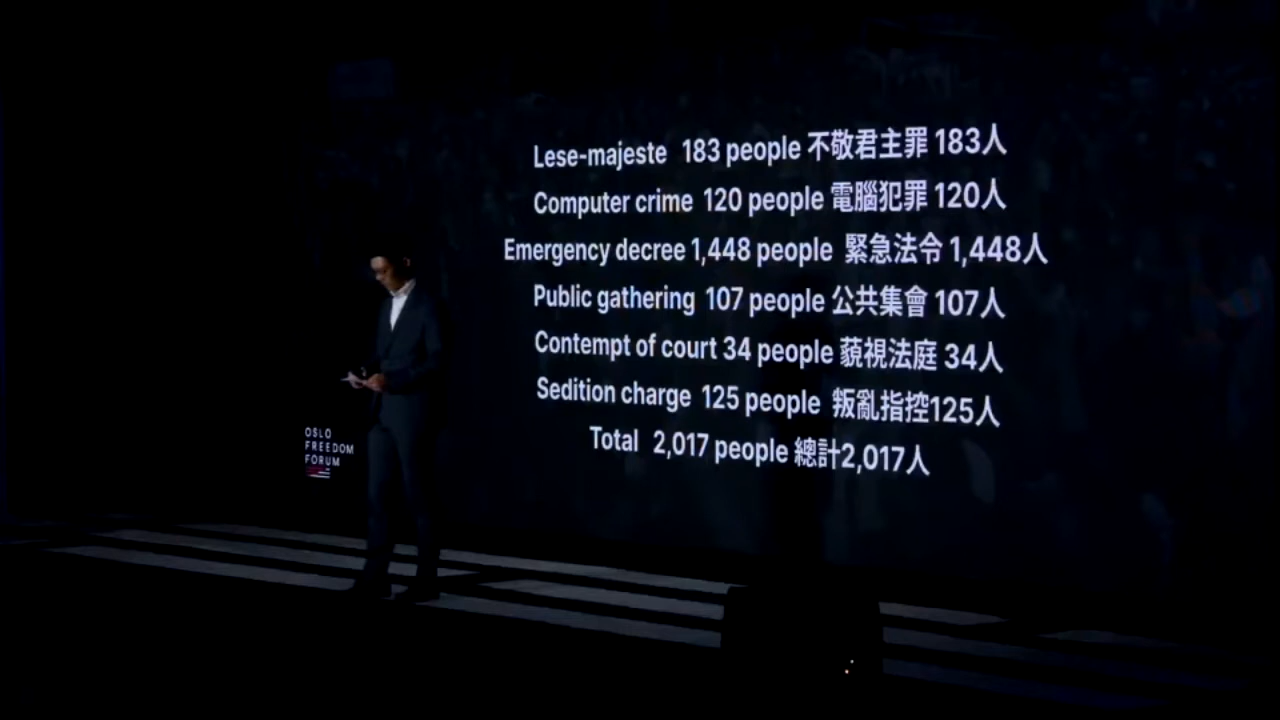 Lese-majeste 183 people 不敬君主罪 183人
Computer crime 120 people 電腦犯罪 120人
Emergency decree 1,448 people 緊急法令 1,448人
Public gathering 107 people 公共集會 107人
Contempt of court 34 people 藐視法庭 34人
Sedition charge 125 people 叛亂指控125人
Total 2,017 people 總計2,017人
OSLO
FREEDOM
FORUM